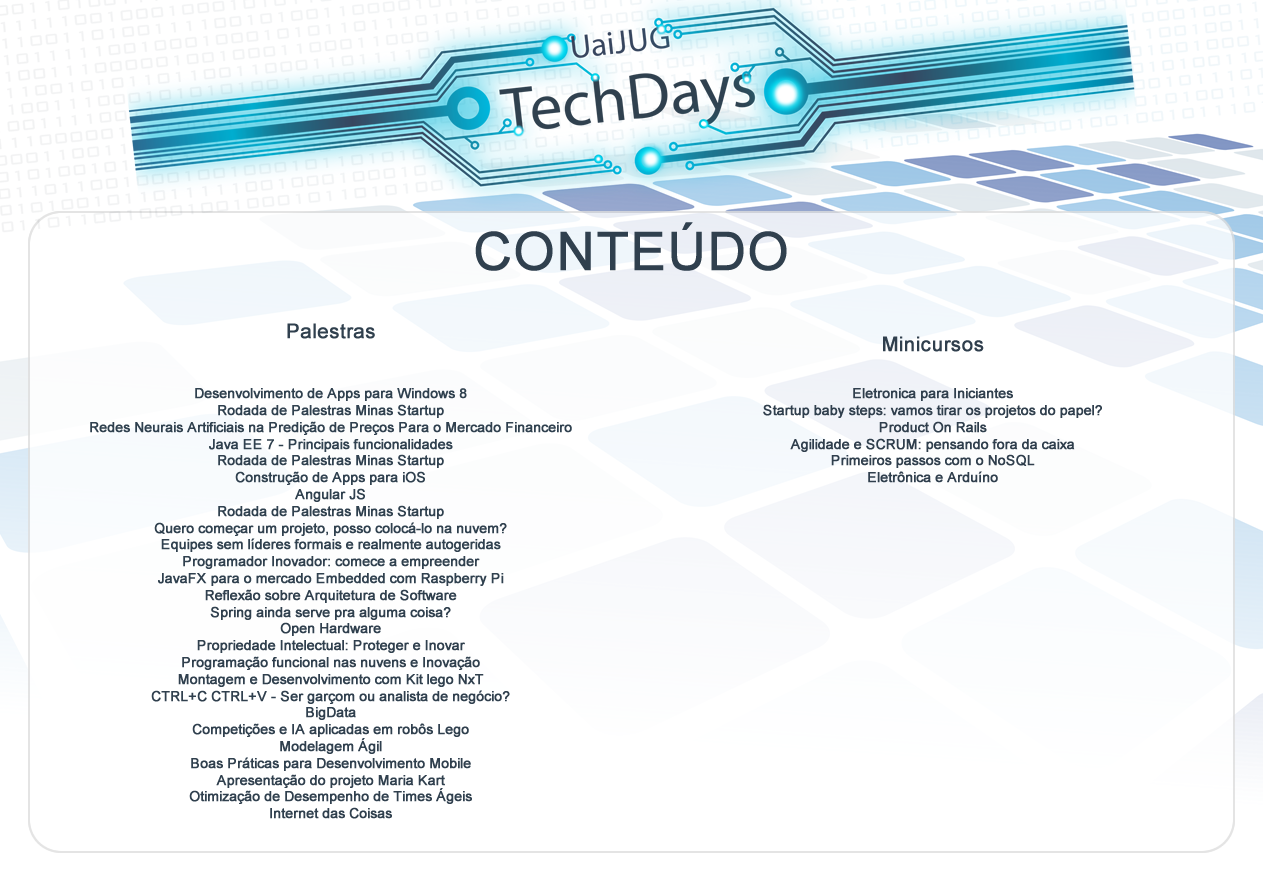 UaiJUG
TechDays
CONTEÚDO
Palestras
Desenvolvimento de Apps para Windows 8
Rodada de Palestras Minas Startup
Redes Neurais Artificiais na Predição de Preços Para o Mercado Financeiro
Java EE 7 - Principais funcionalidades
Rodada de Palestras Minas Startup
Construção de Apps para iOS
Angular JS
Rodada de Palestras Minas Startup
Quero começar um projeto, posso colocá-lo na nuvem?
Equipes sem líderes formais e realmente autogeridas
Programador Inovador: comece a empreender
JavaFX para o mercado Embedded com Raspberry Pi
Reflexão sobre Arquitetura de Software
Spring ainda serve pra alguma coisa?
Open Hardware
Propriedade Intelectual: Proteger e Inovar
Programação funcional nas nuvens e Inovação
Montagem e Desenvolvimento com Kit lego NxT
CTRL+C CTRL+V - Ser garçom ou analista de negócio?
BigData
Competições e IA aplicadas em robôs Lego
Modelagem Ágil
Boas Práticas para Desenvolvimento Mobile
Apresentação do projeto Maria Kart
Otimização de Desempenho de Times Ágeis
Internet das Coisas
Minicursos
Eletronica para Iniciantes
Startup baby steps: vamos tirar os projetos do papel?
Product On Rails
Agilidade e SCRUM: pensando fora da caixa
Primeiros passos com o NoSQL
Eletrônica e Arduíno